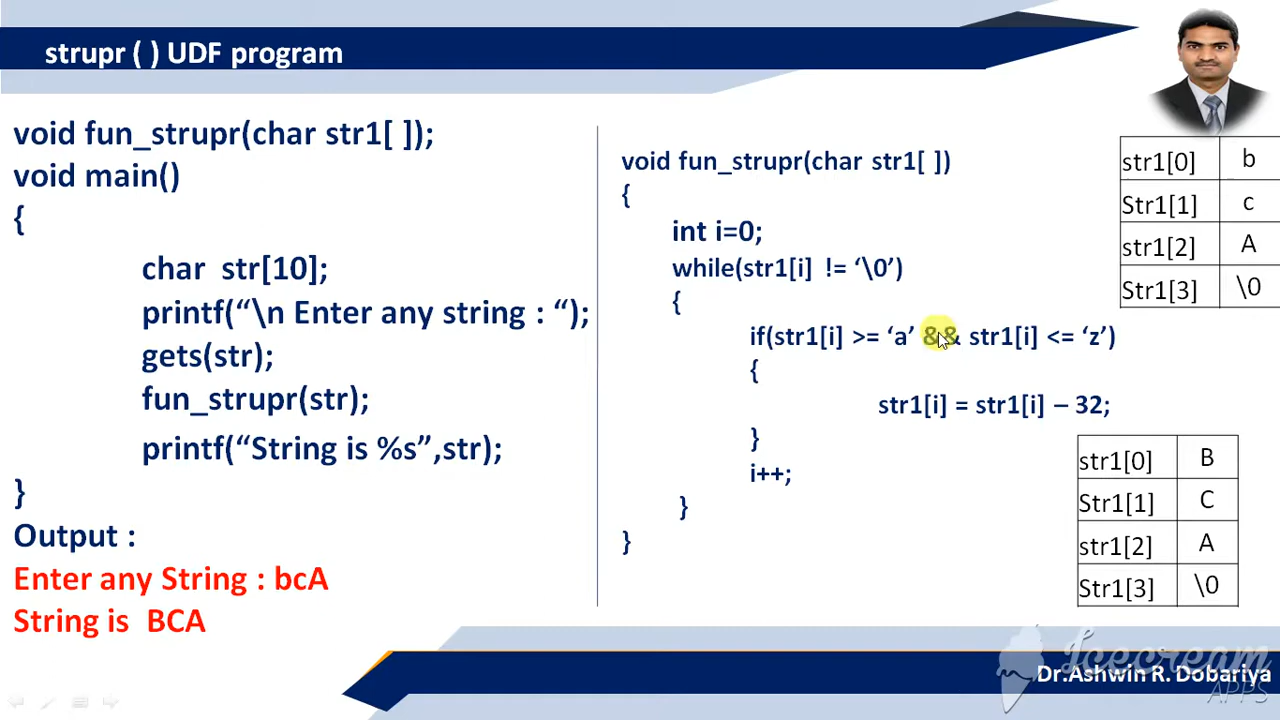 strupr ( ) UDF program
void fun_strupr(char str1[ ]);
void main()
{
char str[10];
printf(“\n Enter any string : “);
gets(str);
fun_strupr(str);
printf(“String is %s”,str);
}
Output :
Enter any String : bcA
String is BCA
void fun_strupr(char str1[ ])
{
int i=0;
while(str1[i] != ‘\0’)
{
if(str1[i] >= ‘a’ && str1[i] <= ‘z’)
{
str1[i] = str1[i] – 32;
}
i++;
}
}
str1[0] b
Str1[1] c
str1[2] A
Str1[3] \0
str1[0] B
Str1[1] C
str1[2] A
Str1[3] \0
Icecream
APPS
Dr.Ashwin R. Dobariya